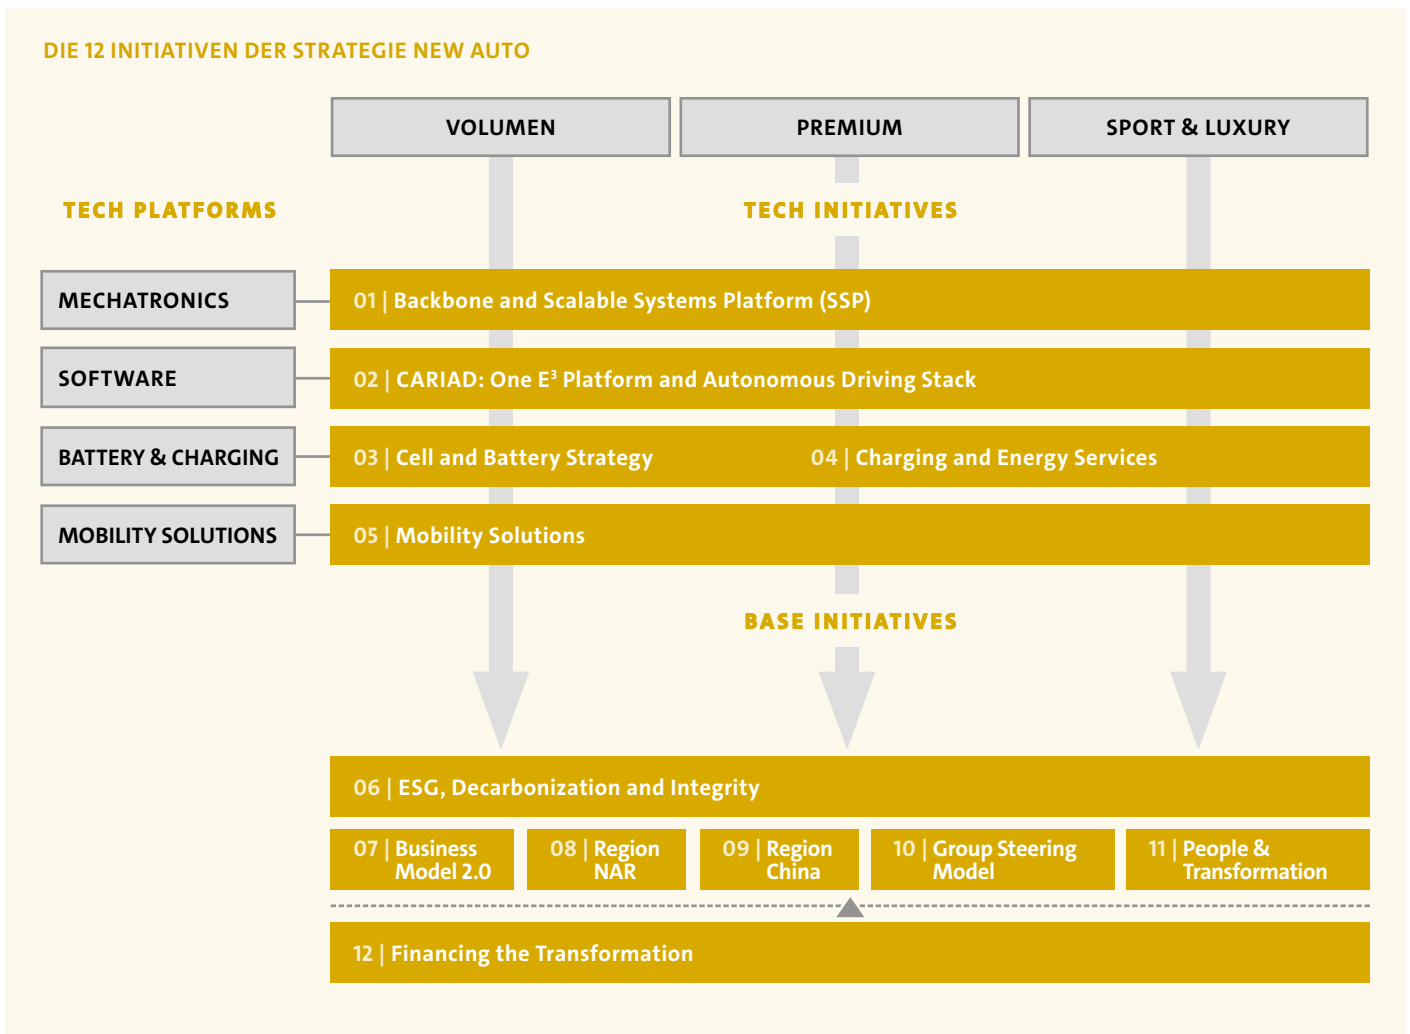 DIE 12 INITIATIVEN DER STRATEGIE NEW AUTO
VOLUMEN
PREMIUM
SPORT & LUXURY
TECH PLATFORMS
TECH INITIATIVES
MECHATRONICS
01 | Backbone and Scalable Systems Platform (SSP)
SOFTWARE
02 | CARIAD: One E³ Platform and Autonomous Driving Stack
BATTERY & CHARGING
03 | Cell and Battery Strategy
04 | Charging and Energy Services
MOBILITY SOLUTIONS
05 | Mobility Solutions
BASE INITIATIVES
06 | ESG, Decarbonization and Integrity
07 | Business
Model 2.0
08 | Region
NAR
09 | Region
China
10 | Group Steering
Model
11 | People &
Transformation
12 | Financing the Transformation